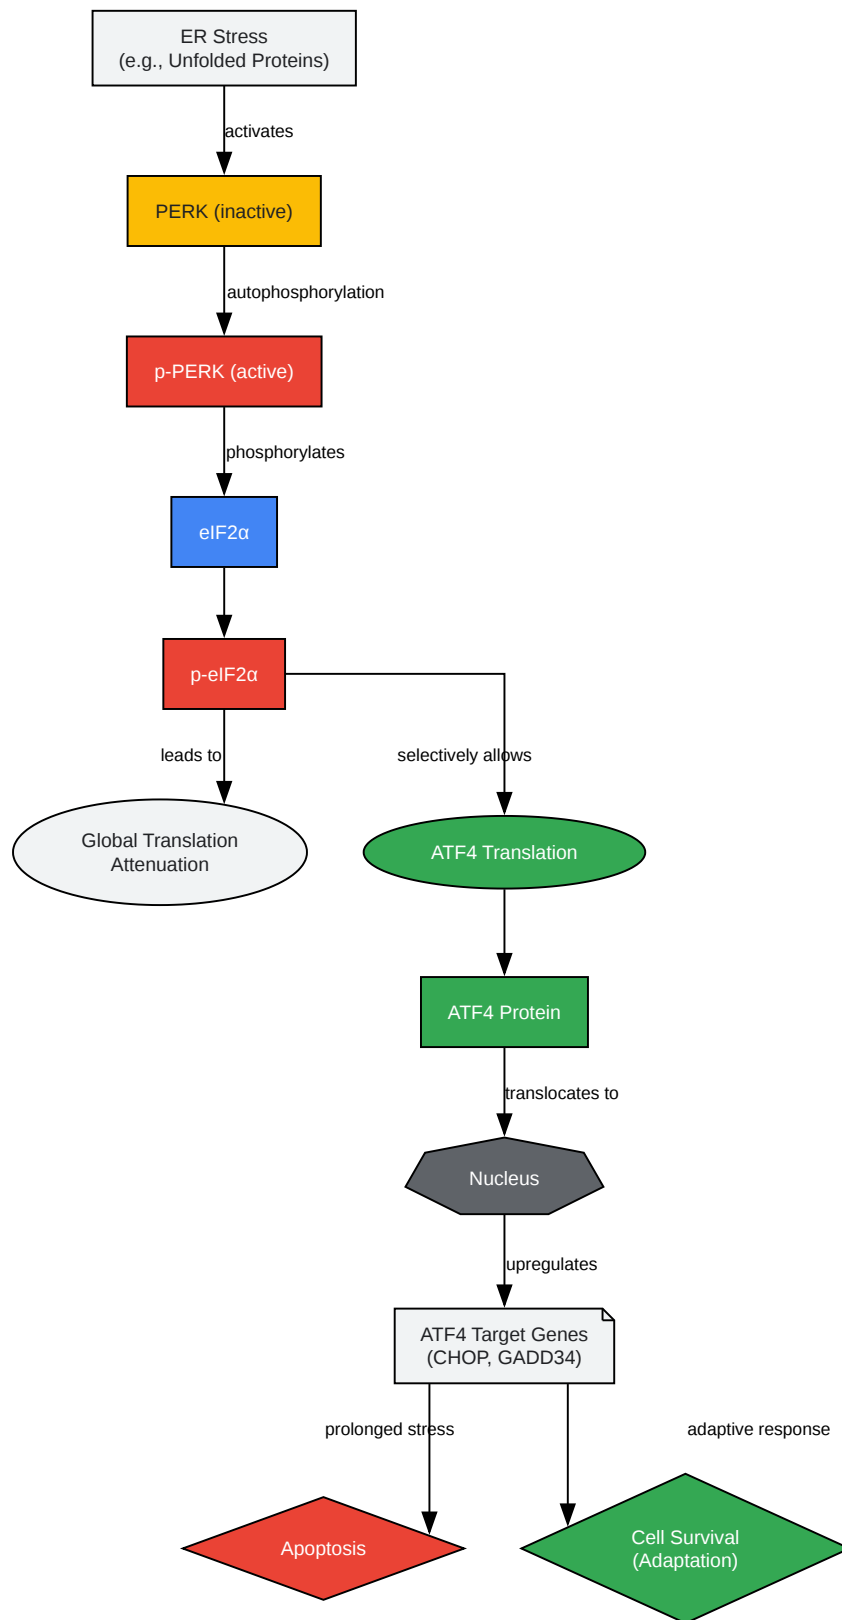 ER Stress
(e.g., Unfolded Proteins)
activates
PERK (inactive)
autophosphorylation
p-PERK (active)
phosphorylates
eIF2α
p-eIF2α
leads to
selectively allows
Global Translation
Attenuation
ATF4 Translation
ATF4 Protein
translocates to
Nucleus
upregulates
ATF4 Target Genes
(CHOP, GADD34)
prolonged stress
adaptive response
Apoptosis
Cell Survival
(Adaptation)